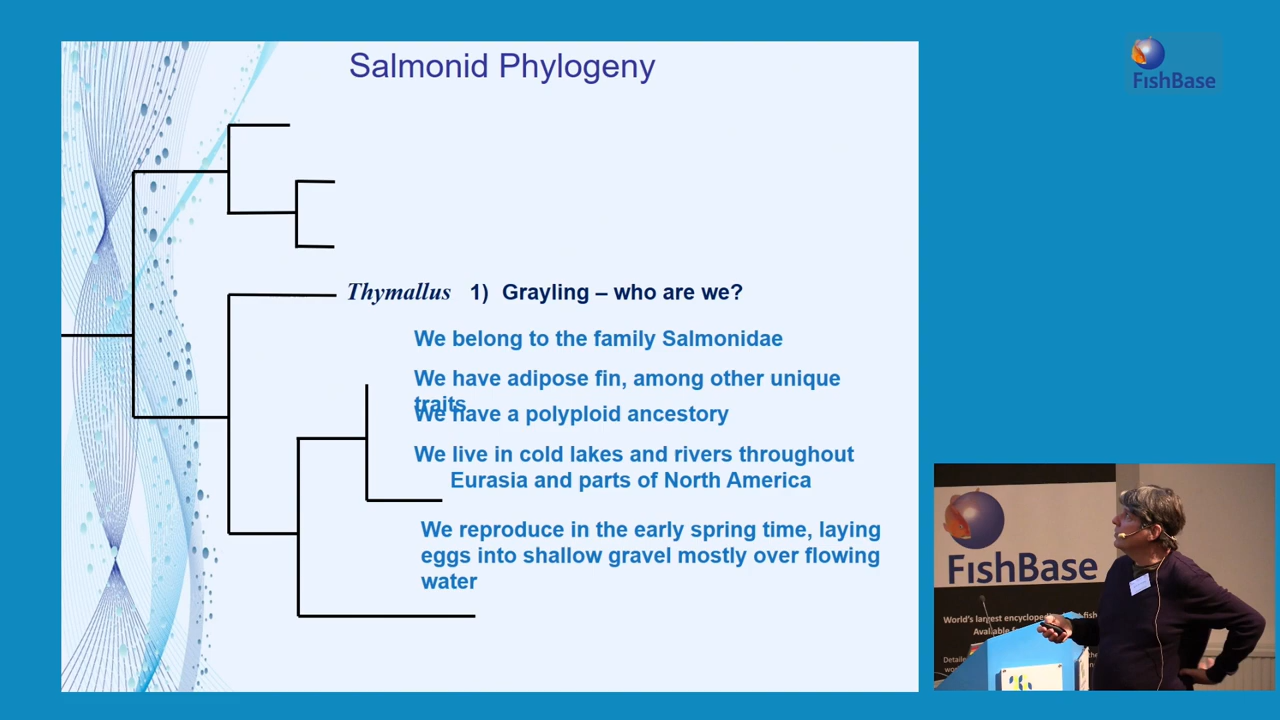 Salmonid Phylogeny
FishBase
Thymallus 1) Grayling – who are we?
We belong to the family Salmonidae
We have adipose fin, among other unique
traits
We have a polyploid ancestory
We live in cold lakes and rivers throughout
Eurasia and parts of North America
We reproduce in the early spring time, laying
eggs into shallow gravel mostly over flowing
water
FishBase
World's largest encyclopedia fish
Available
Detaile